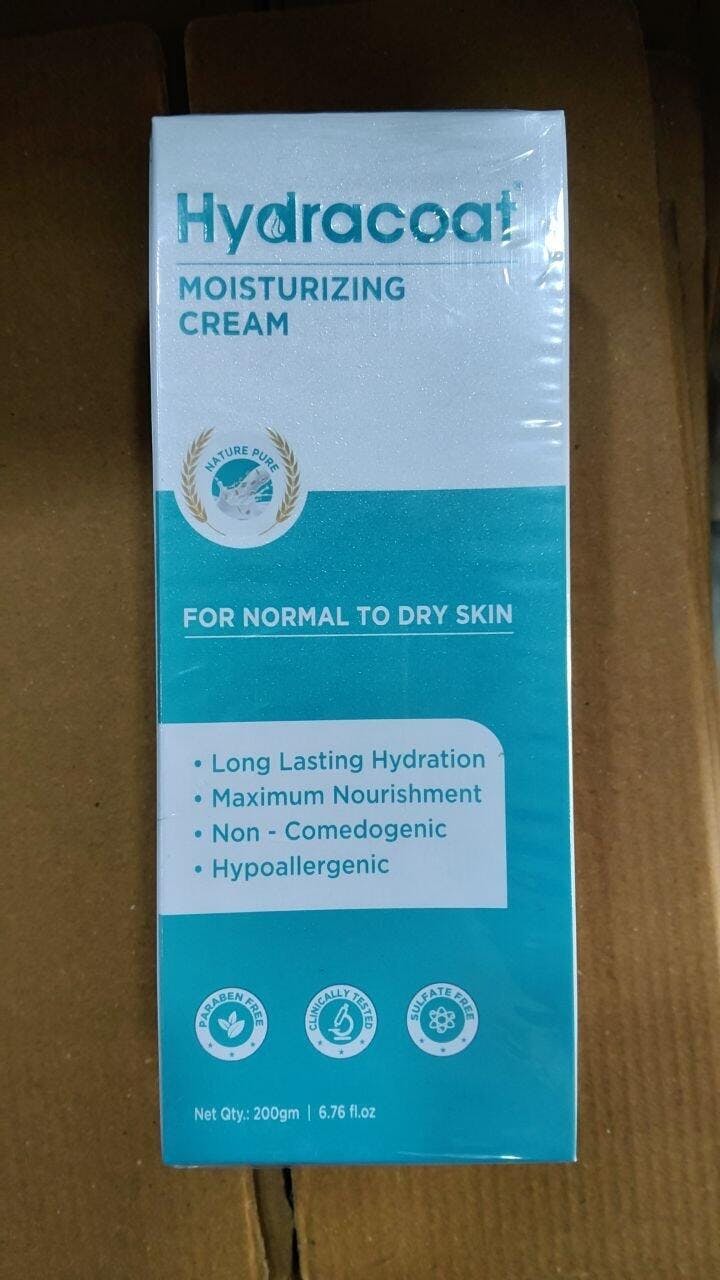 Hydracoat
MOISTURIZING
CREAM
NATURE PURE
FOR NORMAL TO DRY SKIN
• Long Lasting Hydration
• Maximum Nourishment
• Non - Comedogenic
• Hypoallergenic
PARABEN FREE
CLINICALLY TESTED
SULFATE FREE
Net Qty.: 200gm | 6.76 fl.oz